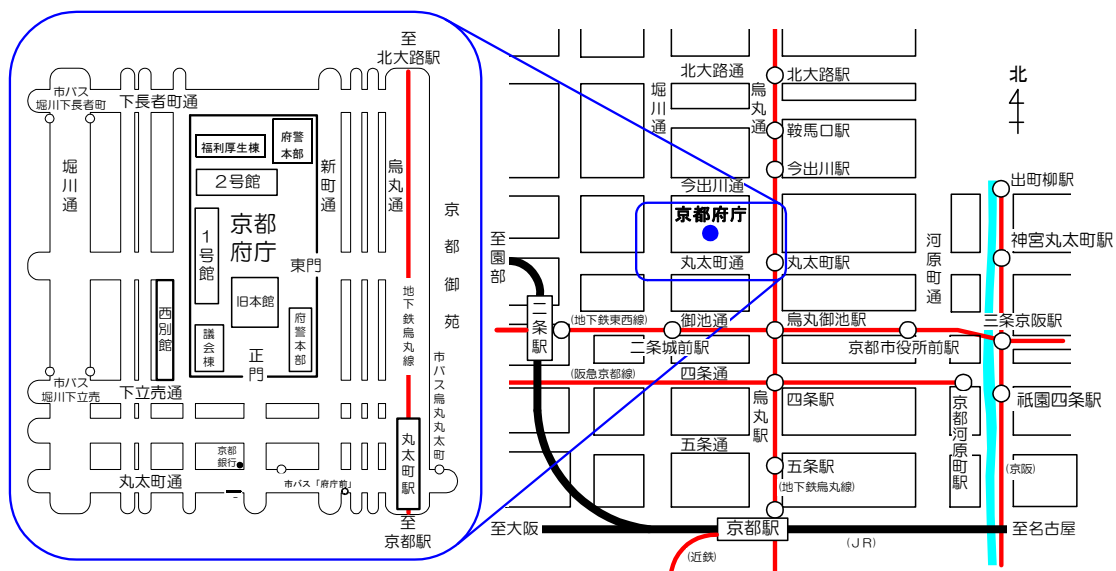 至
北大路駅
市バス
堀川下長者町
下長者町通
堀川通
福利厚生棟
府警
本部
2号館
1号館
京都
府庁
東門
旧本館
西別館
議会棟
府警本部
正門
新町通
烏丸通
地下鉄烏丸線
京都御苑
市バス烏丸丸太町
市バス
堀川下立売
下立売通
京都
銀行
丸太町通
市バス「府庁前」
丸太町駅
至
京都駅
北大路通
堀川通
烏丸通
北大路駅
鞍馬口駅
今出川駅
今出川通
京都府庁
丸太町通
丸太町駅
北
出町柳駅
神宮丸太町駅
河原町通
至園部
二条駅
(地下鉄東西線)
御池通
烏丸御池駅
三条京阪駅
二条城前駅
京都市役所前駅
(阪急京都線)
四条通
四条駅
烏丸駅
京都河原町駅
祇園四条駅
五条通
五条駅
(地下鉄烏丸線)
(京阪)
至大阪
京都駅
至名古屋
(JR)
(近鉄)